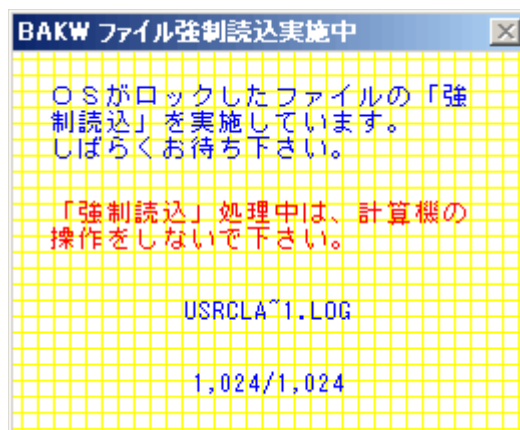 BAKW ファイル強制読込実施中
ＯＳがロックしたファイルの「強
制読込」を実施しています。
しばらくお待ち下さい。
「強制読込」処理中は、計算機の
操作をしないで下さい。
USRCLA~1.LOG
1,024/1,024